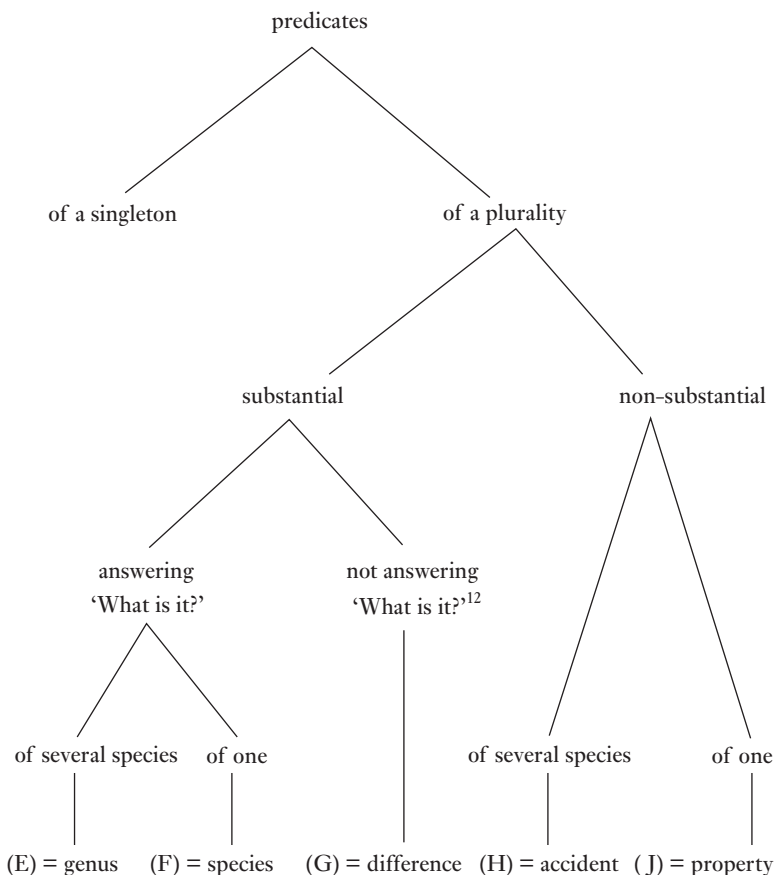 predicates
of a singleton
of a plurality
substantial
non-substantial
answering
‘What is it?’
not answering
‘What is it?’¹²
of several species
of one
of several species
of one
(E) = genus
(F) = species
(G) = difference
(H) = accident
( J) = property